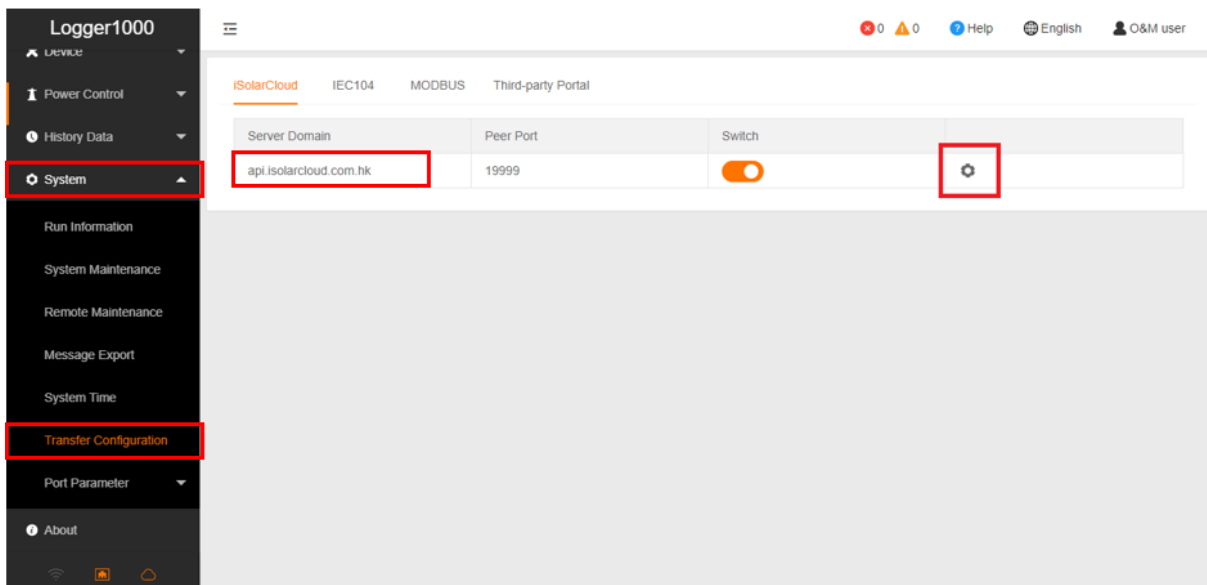 Logger1000
0 0 Help English O&M user
Device
Power Control
History Data
System
Run Information
System Maintenance
Remote Maintenance
Message Export
System Time
Transfer Configuration
Port Parameter
About
iSolarCloud IEC104 MODBUS Third-party Portal
Server Domain Peer Port Switch
api.isolarcloud.com.hk 19999